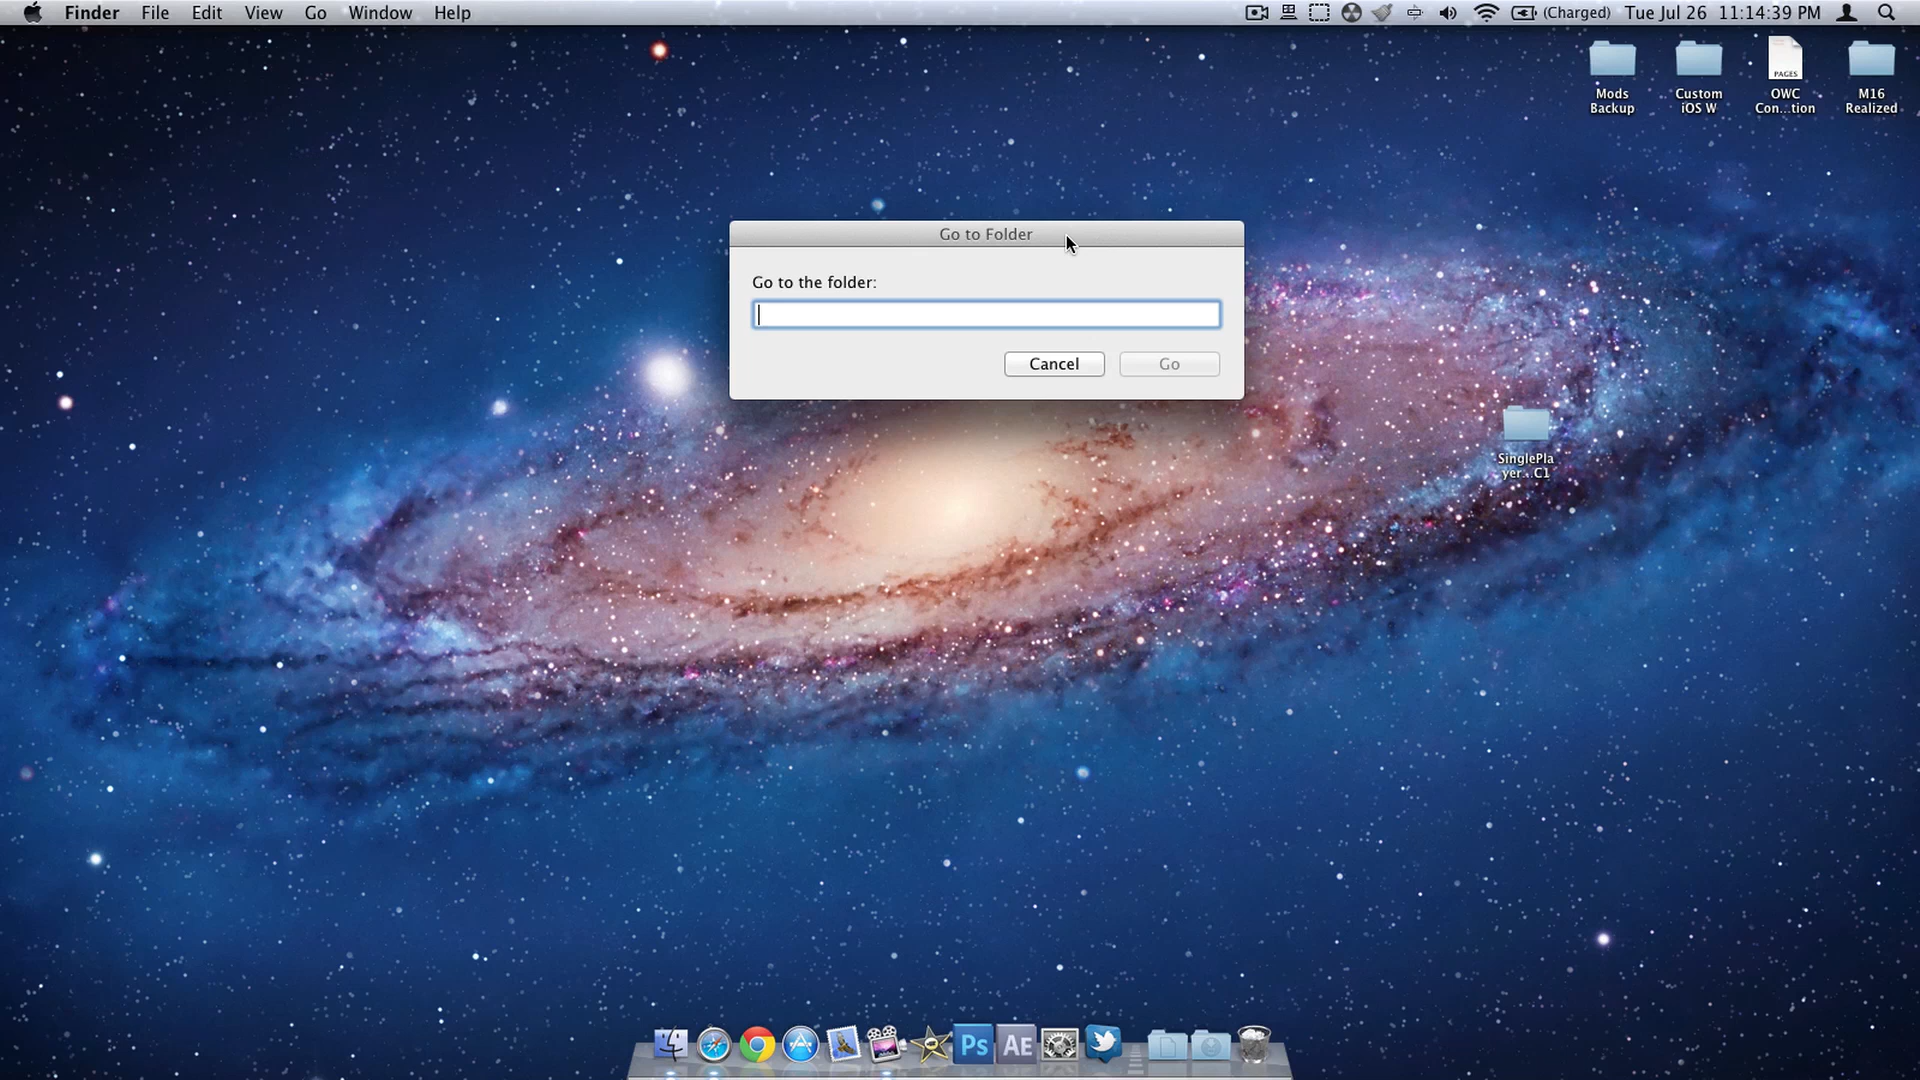 Finder File Edit View Go Window Help (Charged) Tue Jul 26 11:14:39 PM
Mods
Backup
Custom
iOS W
PAGES
OWC
Con...tion
M16
Realized
Go to Folder
Go to the folder:
Cancel Go
SinglePla
yer...C1
Ps AE